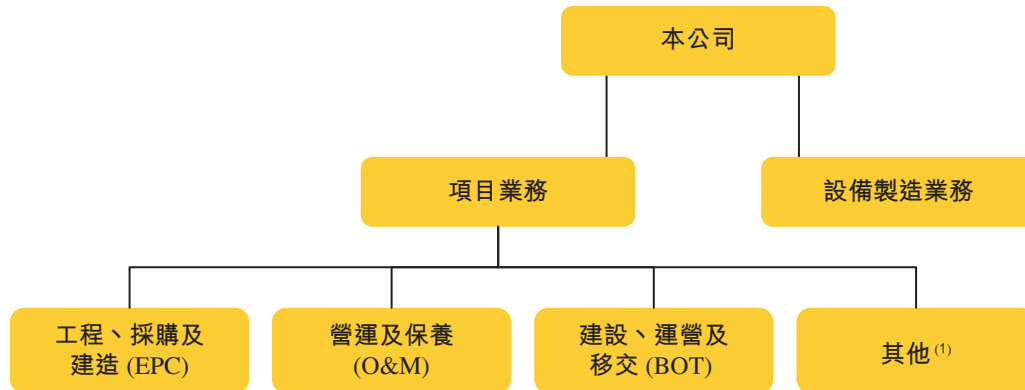 本公司
項目業務
設備製造業務
工程、採購及
建造 (EPC)
營運及保養
(O&M)
建設、運營及
移交 (BOT)
其他 (1)